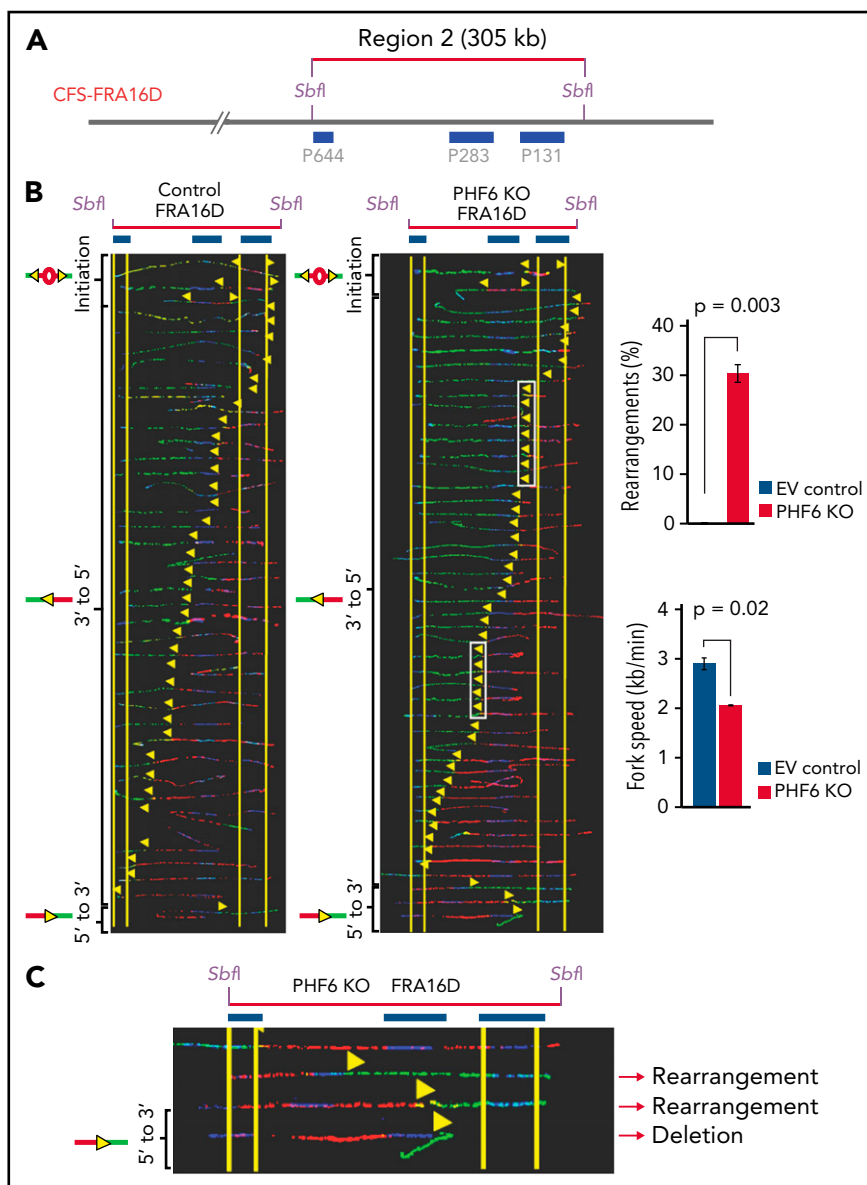 A
Region 2 (305 kb)
SbfI SbfI
CFS-FRA16D
P644 P283 P131
B
Control
FRA16D
SbfI SbfI
PHF6 KO
FRA16D
SbfI SbfI
Initiation
3' to 5'
5' to 3'
Initiation
3' to 5'
5' to 3'
p = 0.003
Rearrangements (%)
40
30
20
10
0
EV control
PHF6 KO
p = 0.02
Fork speed (kb/min)
4
3
2
1
0
EV control
PHF6 KO
C
SbfI SbfI
PHF6 KO FRA16D
5' to 3'
→ Rearrangement
→ Rearrangement
→ Deletion